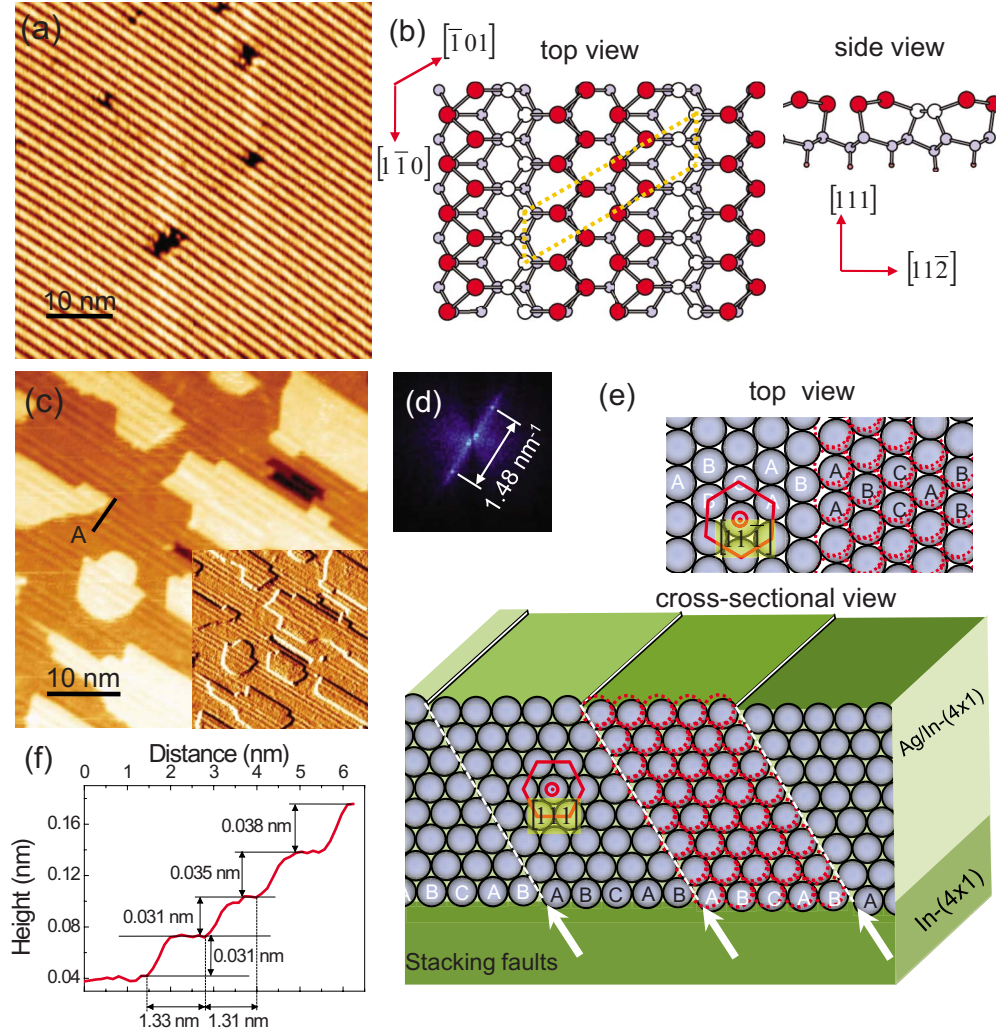 (a)
10 nm
(b)
[1̅01]
top view
side view
[11̅0]
[111]
[112̅]
(c)
A
10 nm
(d)
1.48 nm⁻¹
(e)
top view
B A
A C B
A
A C B
A
A C B
cross-sectional view
Ag/In-(4x1)
In-(4x1)
A B C A B A B C A B A B C A B A
Stacking faults
(f)
Distance (nm)
0 1 2 3 4 5 6
Height (nm)
0.16
0.12
0.08
0.04
0.038 nm
0.035 nm
0.031 nm
0.031 nm
1.33 nm
1.31 nm